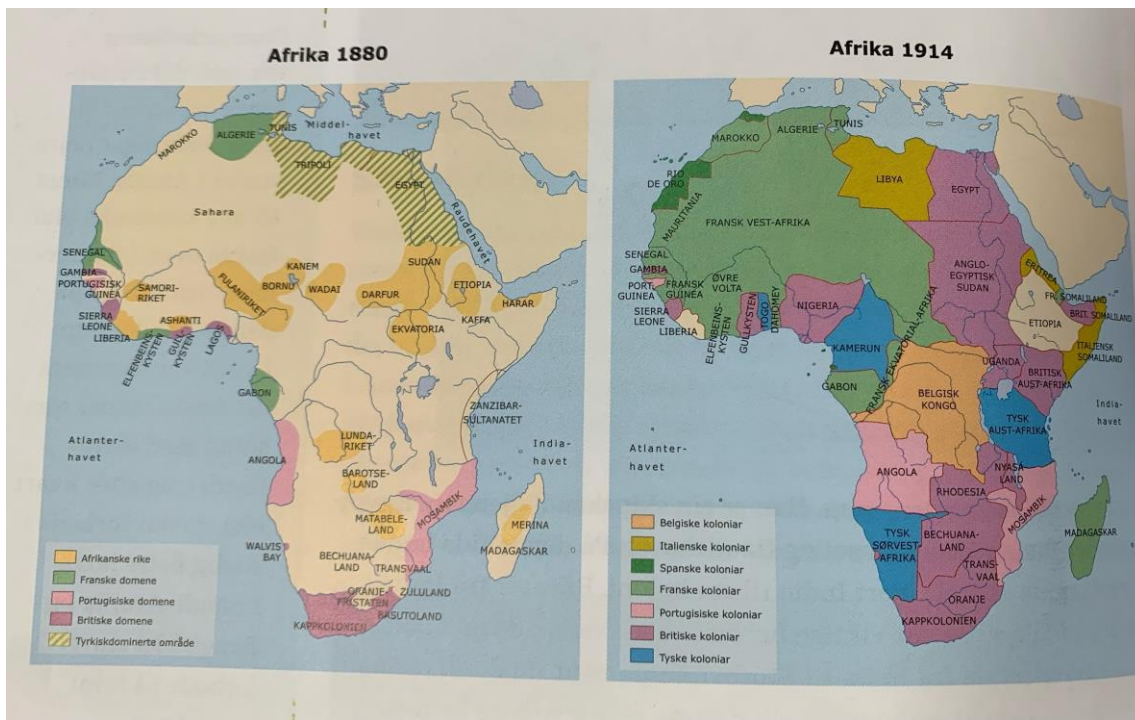 Afrika 1880
MAROKKO
ALGERIE
TUNIS
Middel-
havet
TRIPOLI
EGYPT
Raudehavet
Sahara
SENEGAL
GAMBIA
PORTUGISISK
GUINEA
SIERRA
LEONE
LIBERIA
SAMORI-
RIKET
ELFENBEINS-
KYSTEN
ASHANTI
GULL-
KYSTEN
LAGOS
FULANIRIKET
BORNU
KANEM
WADAI
DARFUR
SUDAN
ETIOPIA
KAFFA
HARAR
EKVATORIA
GABON
ZANZIBAR-
SULTANATET
Atlanter-
havet
India-
havet
LUNDA-
RIKET
ANGOLA
BAROTSE-
LAND
MATABELE-
LAND
MOSAMBIK
MERINA
MADAGASKAR
WALVIS
BAY
BECHUANA-
LAND
TRANSVAAL
ORANJE-
FRISTATEN
ZULULAND
BASUTOLAND
KAPPKOLONIEN
Afrikanske rike
Franske domene
Portugisiske domene
Britiske domene
Tyrkiskdominerte område
Afrika 1914
MAROKKO
ALGERIE
TUNIS
RIO
DE ORO
LIBYA
EGYPT
MAURITANIA
FRANSK VEST-AFRIKA
SENEGAL
GAMBIA
PORT.
GUINEA
FRANSK
GUINEA
SIERRA
LEONE
LIBERIA
ØVRE
VOLTA
ELFENBEINS-
KYSTEN
GULLKYSTEN
TOGO
DAHOMEY
NIGERIA
KAMERUN
GABON
FRANSK EKVATORIAL-AFRIKA
ANGLO-
EGYPTISK
SUDAN
ERITREA
FR. SOMALILAND
BRIT. SOMALILAND
ETIOPIA
ITALIENSK
SOMALILAND
UGANDA
BRITISK
AUST-AFRIKA
BELGISK
KONGO
TYSK
AUST-AFRIKA
India-
havet
Atlanter-
havet
ANGOLA
NYASA-
LAND
RHODESIA
MOSAMBIK
MADAGASKAR
TYSK
SØRVEST-
AFRIKA
BECHUANA-
LAND
TRANS-
VAAL
ORANJE
KAPPKOLONIEN
Belgiske koloniar
Italienske koloniar
Spanske koloniar
Franske koloniar
Portugisiske koloniar
Britiske koloniar
Tyske koloniar